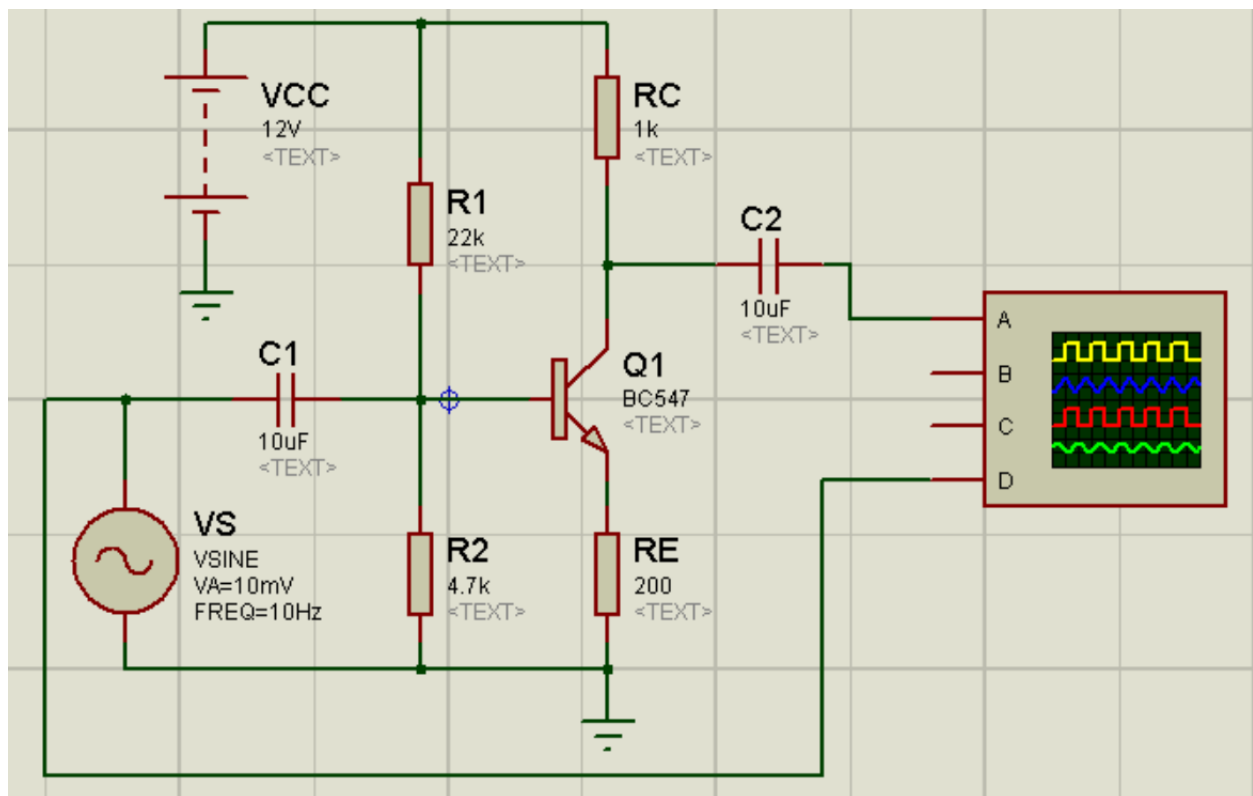 VCC
12V
<TEXT>
RC
1k
<TEXT>
R1
22k
<TEXT>
C2
10uF
<TEXT>
A
B
C
D
C1
10uF
<TEXT>
Q1
BC547
<TEXT>
VS
VSINE
VA=10mV
FREQ=10Hz
R2
4.7k
<TEXT>
RE
200
<TEXT>